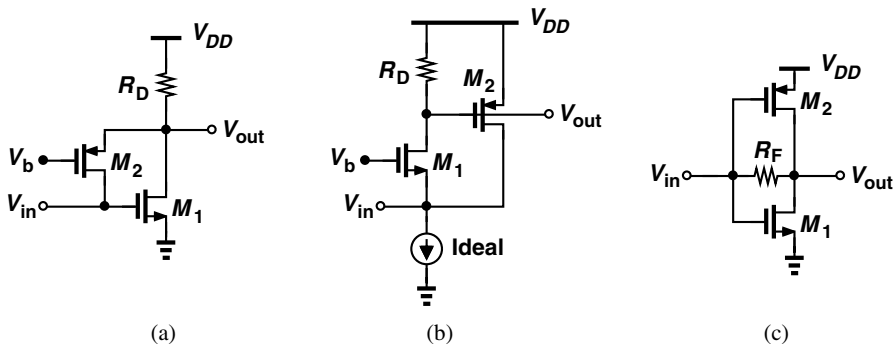 V_DD
R_D
V_out
V_b
M_2
V_in
M_1
(a)
V_DD
R_D
M_2
V_out
V_b
M_1
V_in
Ideal
(b)
V_DD
M_2
R_F
V_in
V_out
M_1
(c)